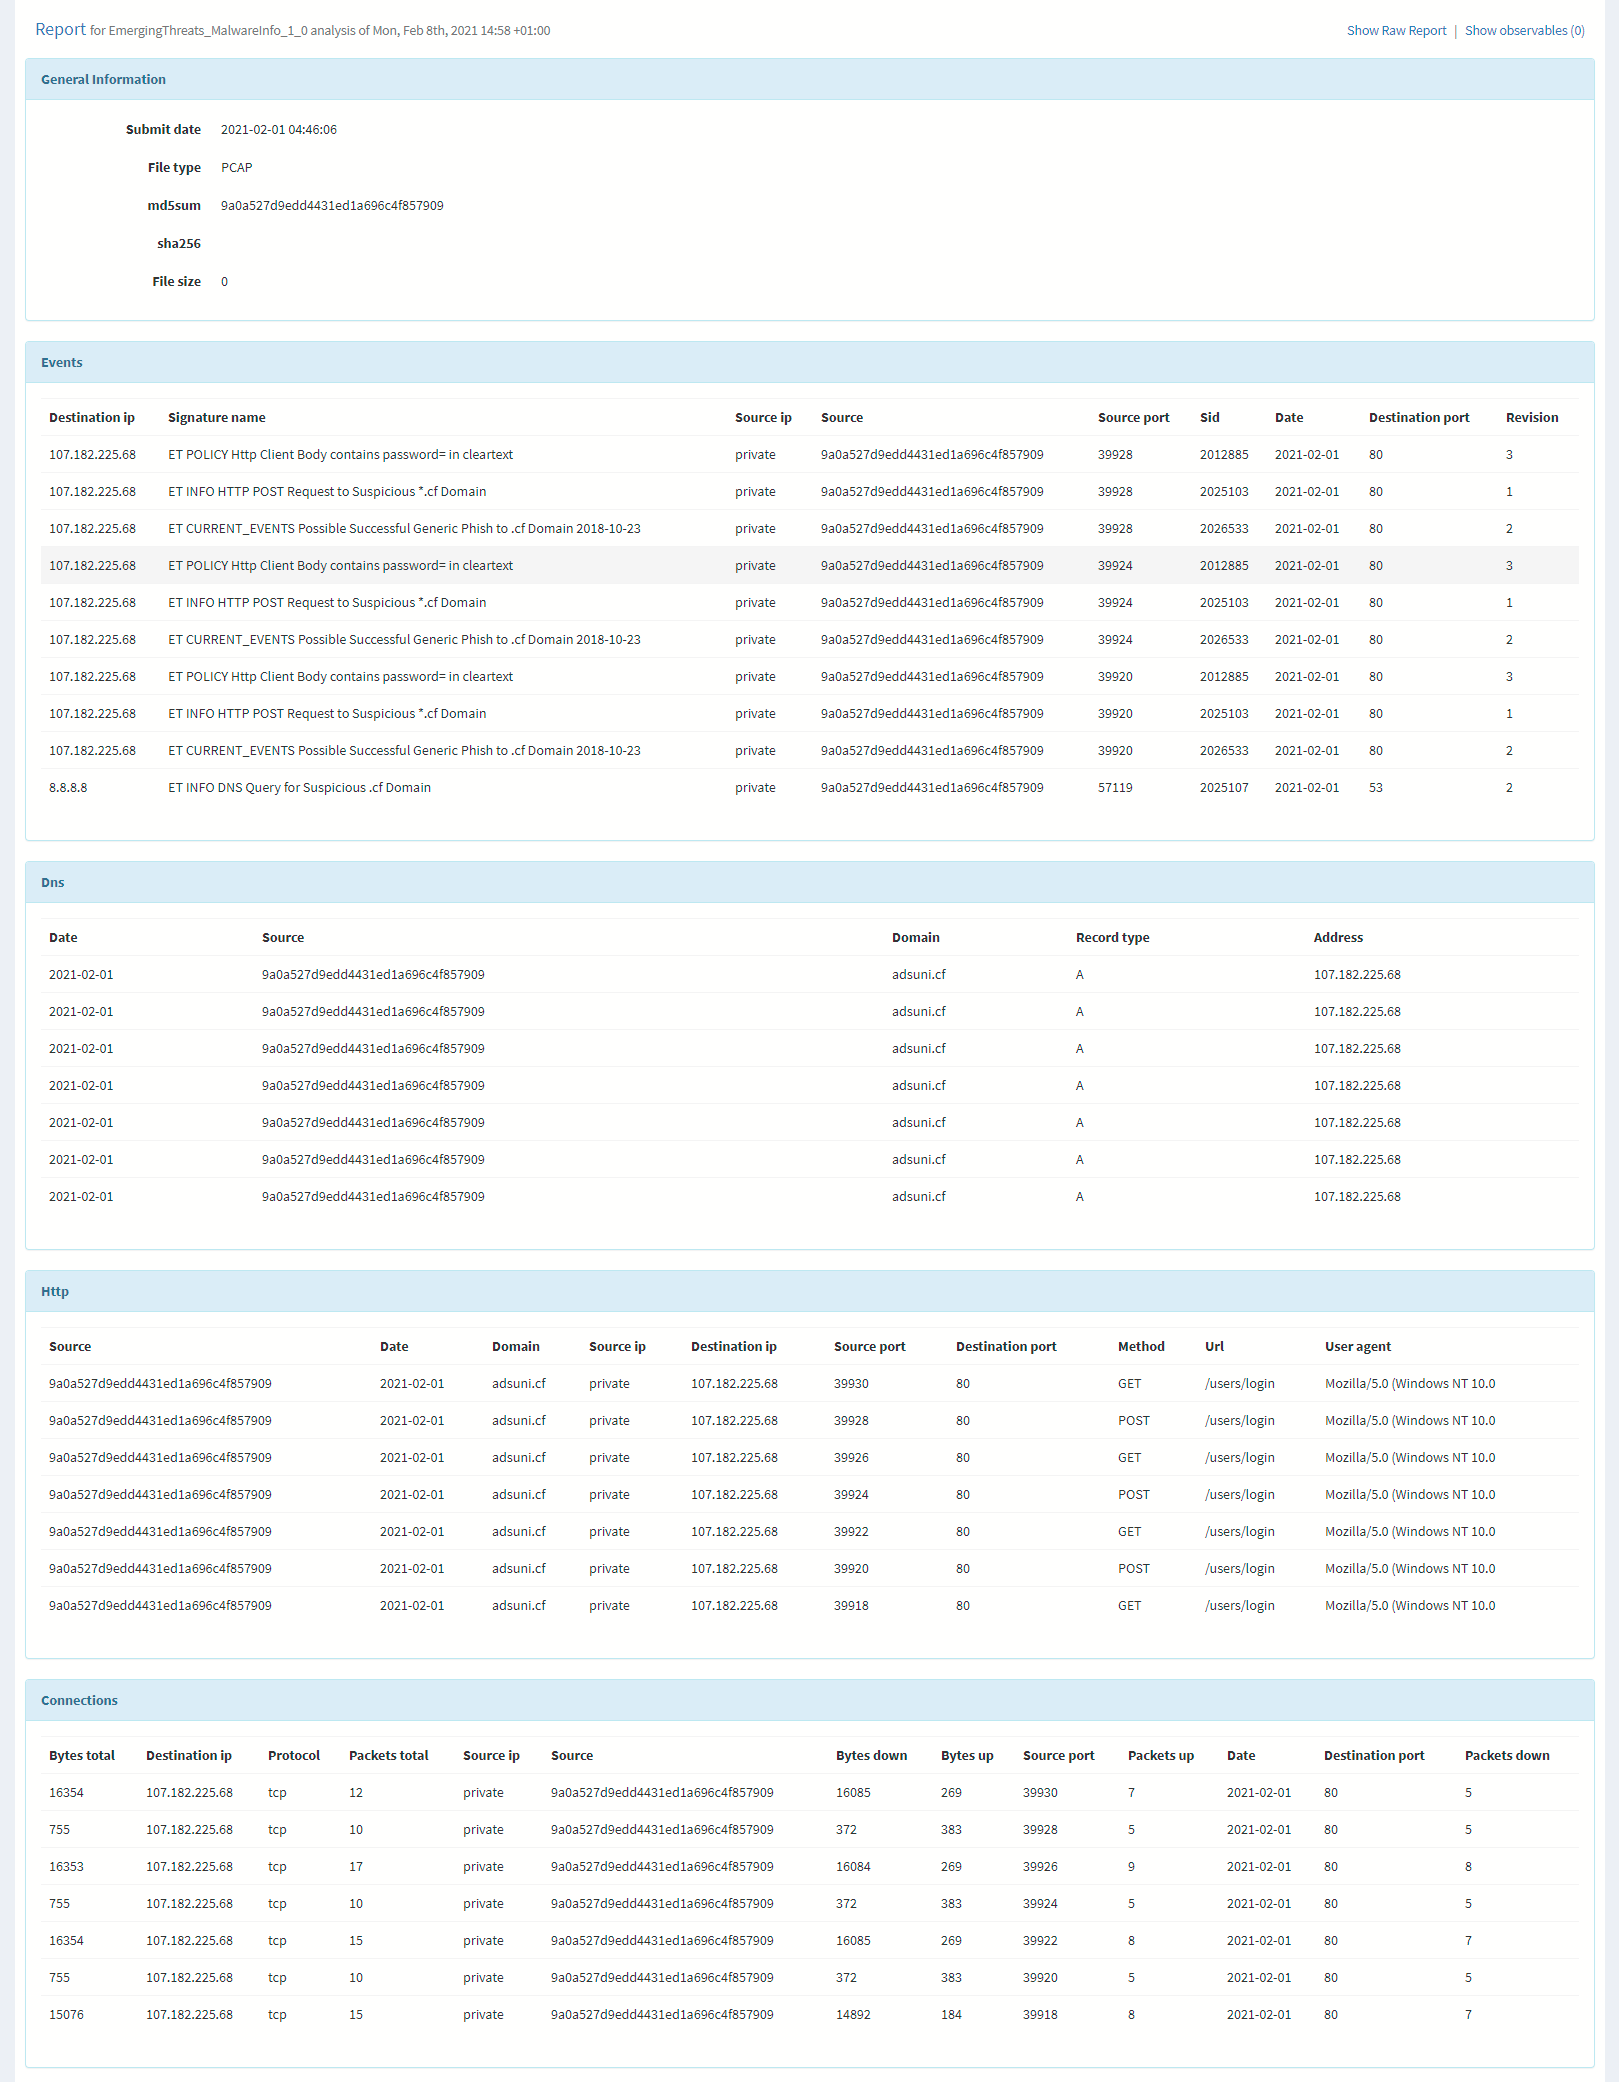 Report for EmergingThreats_MalwareInfo_1_0 analysis of Mon, Feb 8th, 2021 14:58 +01:00 Show Raw Report | Show observables (0)
General Information
Submit date 2021-02-01 04:46:06
File type PCAP
md5sum 9a0a527d9edd4431ed1a696c4f857909
sha256
File size 0
Events
Destination ip Signature name Source ip Source Source port Sid Date Destination port Revision
107.182.225.68 ET POLICY Http Client Body contains password= in cleartext private 9a0a527d9edd4431ed1a696c4f857909 39928 2012885 2021-02-01 80 3
107.182.225.68 ET INFO HTTP POST Request to Suspicious *.cf Domain private 9a0a527d9edd4431ed1a696c4f857909 39928 2025103 2021-02-01 80 1
107.182.225.68 ET CURRENT_EVENTS Possible Successful Generic Phish to .cf Domain 2018-10-23 private 9a0a527d9edd4431ed1a696c4f857909 39928 2026533 2021-02-01 80 2
107.182.225.68 ET POLICY Http Client Body contains password= in cleartext private 9a0a527d9edd4431ed1a696c4f857909 39924 2012885 2021-02-01 80 3
107.182.225.68 ET INFO HTTP POST Request to Suspicious *.cf Domain private 9a0a527d9edd4431ed1a696c4f857909 39924 2025103 2021-02-01 80 1
107.182.225.68 ET CURRENT_EVENTS Possible Successful Generic Phish to .cf Domain 2018-10-23 private 9a0a527d9edd4431ed1a696c4f857909 39924 2026533 2021-02-01 80 2
107.182.225.68 ET POLICY Http Client Body contains password= in cleartext private 9a0a527d9edd4431ed1a696c4f857909 39920 2012885 2021-02-01 80 3
107.182.225.68 ET INFO HTTP POST Request to Suspicious *.cf Domain private 9a0a527d9edd4431ed1a696c4f857909 39920 2025103 2021-02-01 80 1
107.182.225.68 ET CURRENT_EVENTS Possible Successful Generic Phish to .cf Domain 2018-10-23 private 9a0a527d9edd4431ed1a696c4f857909 39920 2026533 2021-02-01 80 2
8.8.8.8 ET INFO DNS Query for Suspicious .cf Domain private 9a0a527d9edd4431ed1a696c4f857909 57119 2025107 2021-02-01 53 2
Dns
Date Source Domain Record type Address
2021-02-01 9a0a527d9edd4431ed1a696c4f857909 adsuni.cf A 107.182.225.68
2021-02-01 9a0a527d9edd4431ed1a696c4f857909 adsuni.cf A 107.182.225.68
2021-02-01 9a0a527d9edd4431ed1a696c4f857909 adsuni.cf A 107.182.225.68
2021-02-01 9a0a527d9edd4431ed1a696c4f857909 adsuni.cf A 107.182.225.68
2021-02-01 9a0a527d9edd4431ed1a696c4f857909 adsuni.cf A 107.182.225.68
2021-02-01 9a0a527d9edd4431ed1a696c4f857909 adsuni.cf A 107.182.225.68
2021-02-01 9a0a527d9edd4431ed1a696c4f857909 adsuni.cf A 107.182.225.68
Http
Source Date Domain Source ip Destination ip Source port Destination port Method Url User agent
9a0a527d9edd4431ed1a696c4f857909 2021-02-01 adsuni.cf private 107.182.225.68 39930 80 GET /users/login Mozilla/5.0 (Windows NT 10.0
9a0a527d9edd4431ed1a696c4f857909 2021-02-01 adsuni.cf private 107.182.225.68 39928 80 POST /users/login Mozilla/5.0 (Windows NT 10.0
9a0a527d9edd4431ed1a696c4f857909 2021-02-01 adsuni.cf private 107.182.225.68 39926 80 GET /users/login Mozilla/5.0 (Windows NT 10.0
9a0a527d9edd4431ed1a696c4f857909 2021-02-01 adsuni.cf private 107.182.225.68 39924 80 POST /users/login Mozilla/5.0 (Windows NT 10.0
9a0a527d9edd4431ed1a696c4f857909 2021-02-01 adsuni.cf private 107.182.225.68 39922 80 GET /users/login Mozilla/5.0 (Windows NT 10.0
9a0a527d9edd4431ed1a696c4f857909 2021-02-01 adsuni.cf private 107.182.225.68 39920 80 POST /users/login Mozilla/5.0 (Windows NT 10.0
9a0a527d9edd4431ed1a696c4f857909 2021-02-01 adsuni.cf private 107.182.225.68 39918 80 GET /users/login Mozilla/5.0 (Windows NT 10.0
Connections
Bytes total Destination ip Protocol Packets total Source ip Source Bytes down Bytes up Source port Packets up Date Destination port Packets down
16354 107.182.225.68 tcp 12 private 9a0a527d9edd4431ed1a696c4f857909 16085 269 39930 7 2021-02-01 80 5
755 107.182.225.68 tcp 10 private 9a0a527d9edd4431ed1a696c4f857909 372 383 39928 5 2021-02-01 80 5
16353 107.182.225.68 tcp 17 private 9a0a527d9edd4431ed1a696c4f857909 16084 269 39926 9 2021-02-01 80 8
755 107.182.225.68 tcp 10 private 9a0a527d9edd4431ed1a696c4f857909 372 383 39924 5 2021-02-01 80 5
16354 107.182.225.68 tcp 15 private 9a0a527d9edd4431ed1a696c4f857909 16085 269 39922 8 2021-02-01 80 7
755 107.182.225.68 tcp 10 private 9a0a527d9edd4431ed1a696c4f857909 372 383 39920 5 2021-02-01 80 5
15076 107.182.225.68 tcp 15 private 9a0a527d9edd4431ed1a696c4f857909 14892 184 39918 8 2021-02-01 80 7